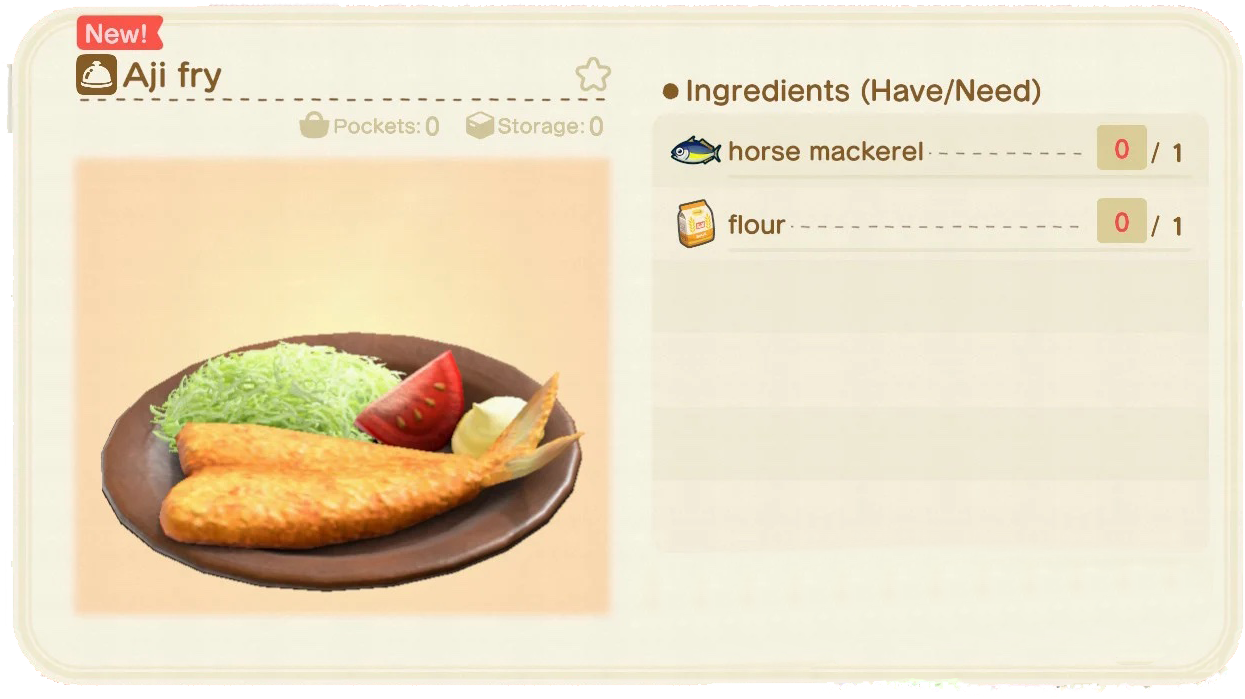 New!
Aji fry
Pockets: 0 Storage: 0
Ingredients (Have/Need)
horse mackerel 0 / 1
flour 0 / 1